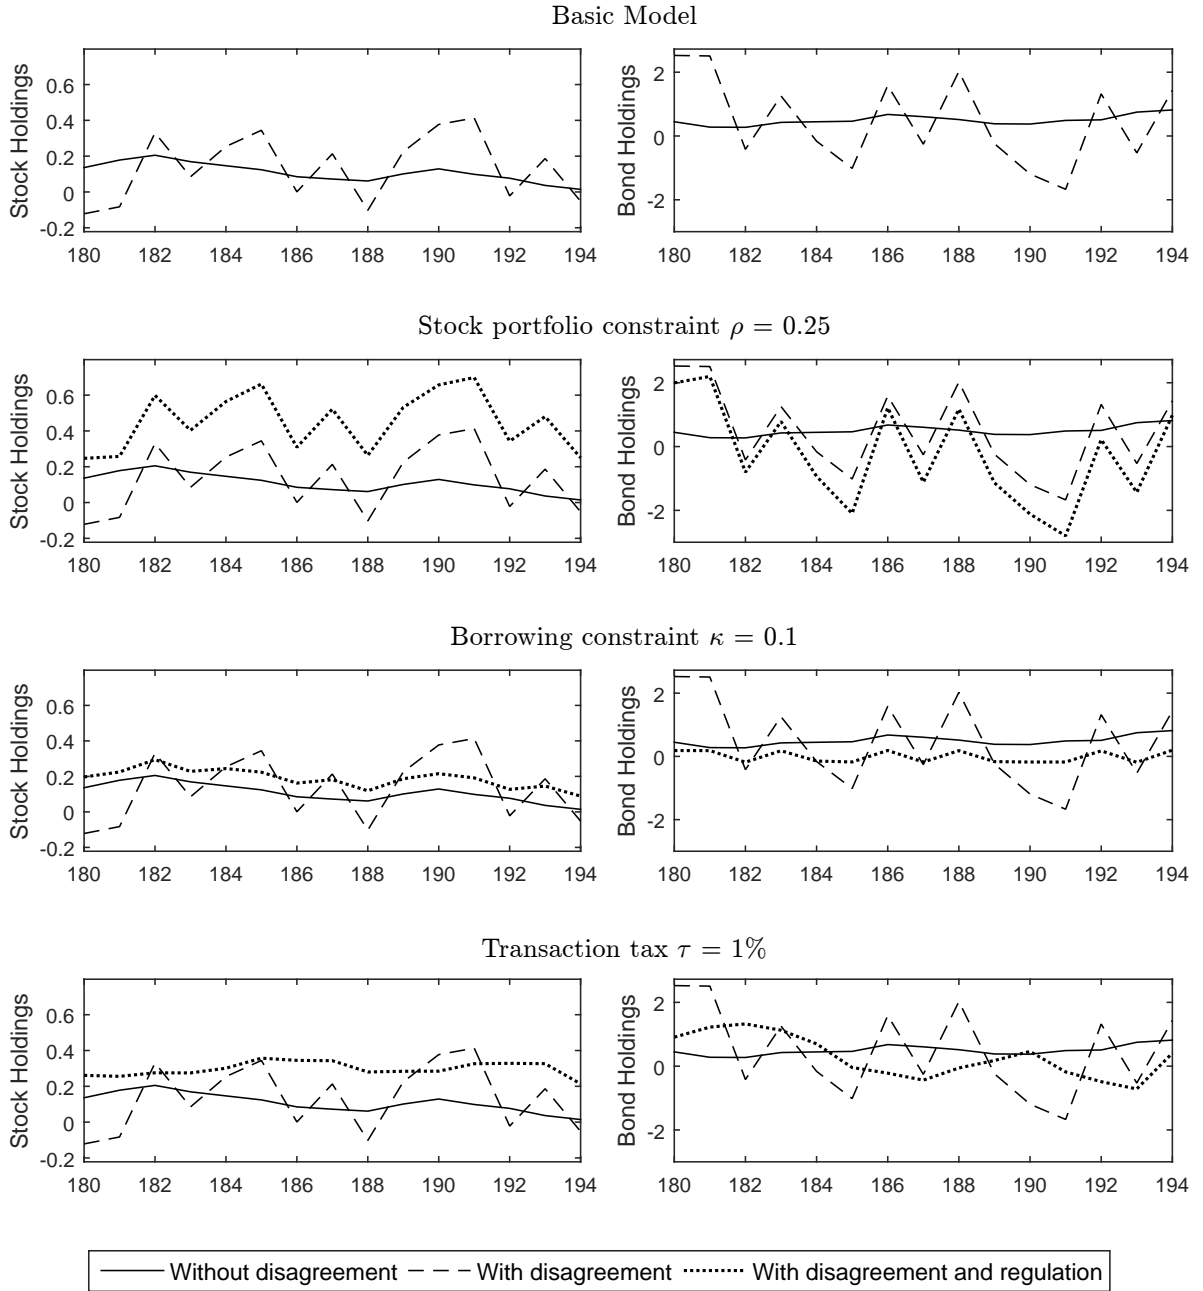 Basic Model
Stock Holdings
0.6
0.4
0.2
0
-0.2
180 182 184 186 188 190 192 194
Bond Holdings
2
0
-2
180 182 184 186 188 190 192 194
Stock portfolio constraint ρ = 0.25
Stock Holdings
0.6
0.4
0.2
0
-0.2
180 182 184 186 188 190 192 194
Bond Holdings
2
0
-2
180 182 184 186 188 190 192 194
Borrowing constraint κ = 0.1
Stock Holdings
0.6
0.4
0.2
0
-0.2
180 182 184 186 188 190 192 194
Bond Holdings
2
0
-2
180 182 184 186 188 190 192 194
Transaction tax τ = 1%
Stock Holdings
0.6
0.4
0.2
0
-0.2
180 182 184 186 188 190 192 194
Bond Holdings
2
0
-2
180 182 184 186 188 190 192 194
Without disagreement With disagreement With disagreement and regulation